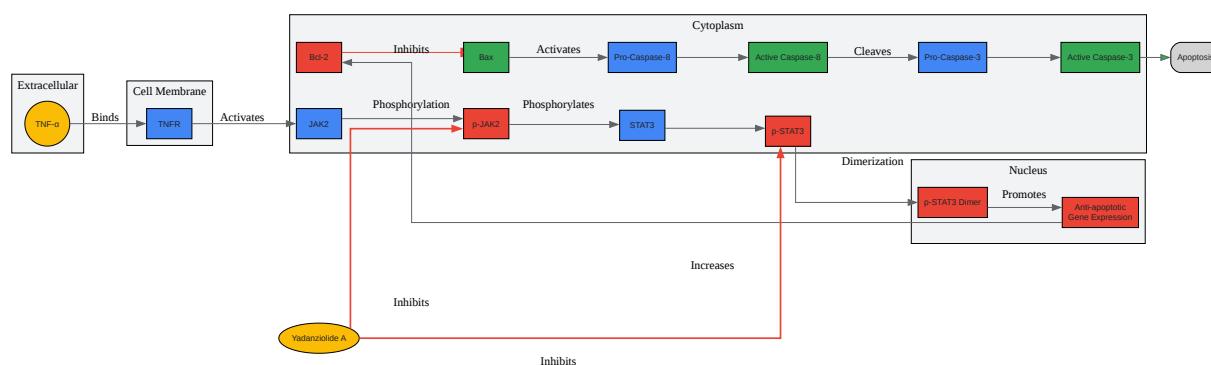 Cytoplasm
Bcl-2
Inhibits
Bax
Activates
Pro-Caspase-8
Active Caspase-8
Cleaves
Pro-Caspase-3
Active Caspase-3
Apoptosis
Extracellular
TNF-α
Binds
Cell Membrane
TNFR
Activates
JAK2
Phosphorylation
p-JAK2
Phosphorylates
STAT3
p-STAT3
Dimerization
Nucleus
p-STAT3 Dimer
Promotes
Anti-apoptotic
Gene Expression
Increases
Inhibits
Yadanziolide A
Inhibits